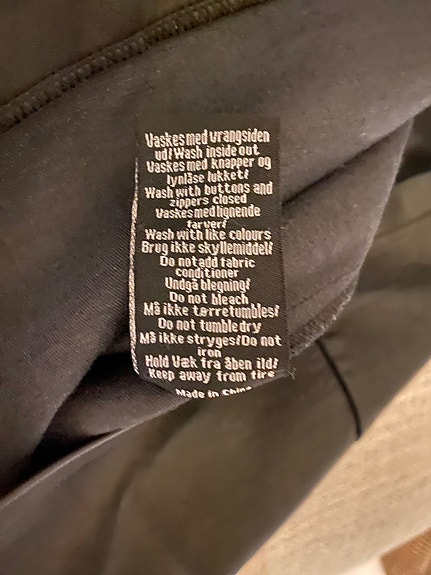 Vaskes med vrangsiden
ud/Wash inside out
Vaskes med knapper og
lynlåse lukket/
Wash with buttons and
zippers closed
Vaskes med lignende
farver/
Wash with like colours
Brug ikke skyllemiddel/
Do not add fabric
conditioner
Undgå blegning/
Do not bleach
Må ikke tørretumbles/
Do not tumble dry
Må ikke stryges/Do not
iron
Hold Væk fra åben ild/
Keep away from fire
Made in China